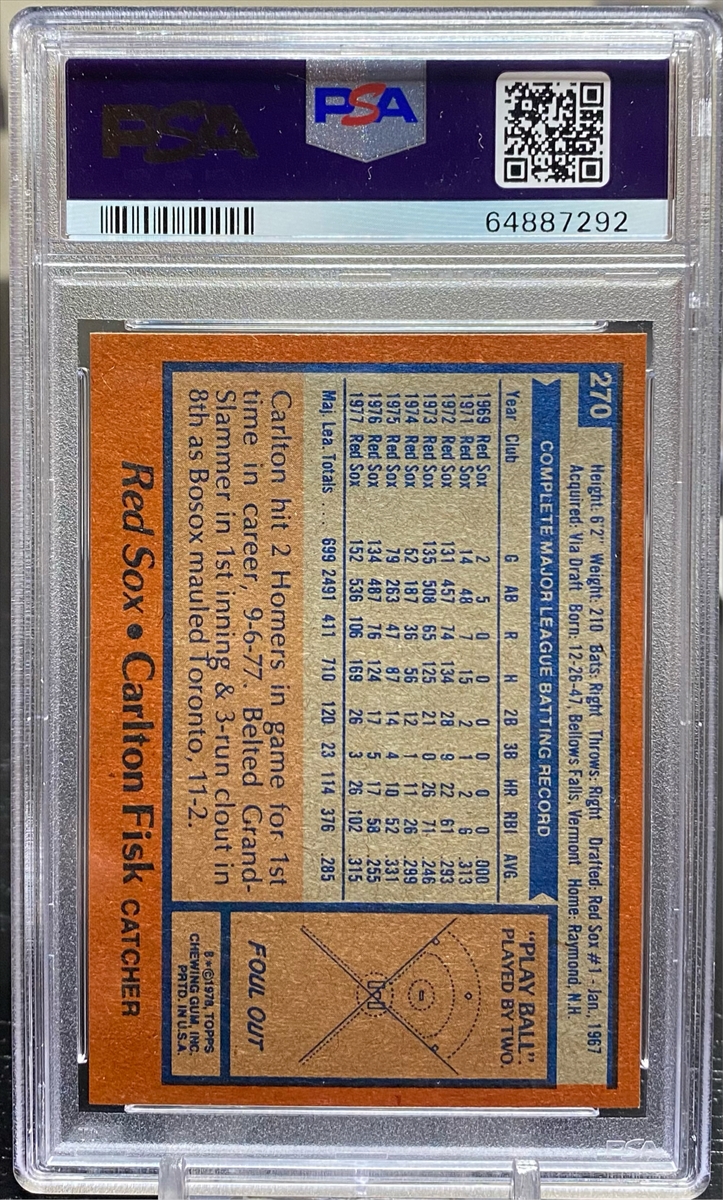 PSA
PSA
64887292
270
Height: 6'2" Weight: 210 Bats: Right Throws: Right Drafted: Red Sox #1 - Jan., 1967
Acquired: Via Draft Born: 12-26-47, Bellows Falls, Vermont Home: Raymond, N.H.
COMPLETE MAJOR LEAGUE BATTING RECORD
Year Club G AB R H 2B 3B HR RBI AVG.
1969 Red Sox 2 5 0 0 0 0 0 0 .000
1971 Red Sox 14 48 7 15 2 1 2 6 .313
1972 Red Sox 131 457 74 134 28 9 22 61 .293
1973 Red Sox 135 508 65 125 21 0 26 71 .246
1974 Red Sox 52 187 36 56 12 1 11 26 .299
1975 Red Sox 79 263 47 87 14 4 10 52 .331
1976 Red Sox 134 487 76 124 17 5 17 58 .255
1977 Red Sox 152 536 106 169 26 3 26 102 .315
Maj. Lea. Totals .... 699 2491 411 710 120 23 114 376 .285
Carlton hit 2 Homers in game for 1st
time in career, 9-6-77. Belted Grand-
Slammer in 1st inning & 3-run clout in
8th as Bosox mauled Toronto, 11-2.
"PLAY BALL"
PLAYED BY TWO.
FOUL OUT
B*©1978, TOPPS
CHEWING GUM, INC.
PRTD. IN U.S.A.
Red Sox • Carlton Fisk CATCHER
PSA